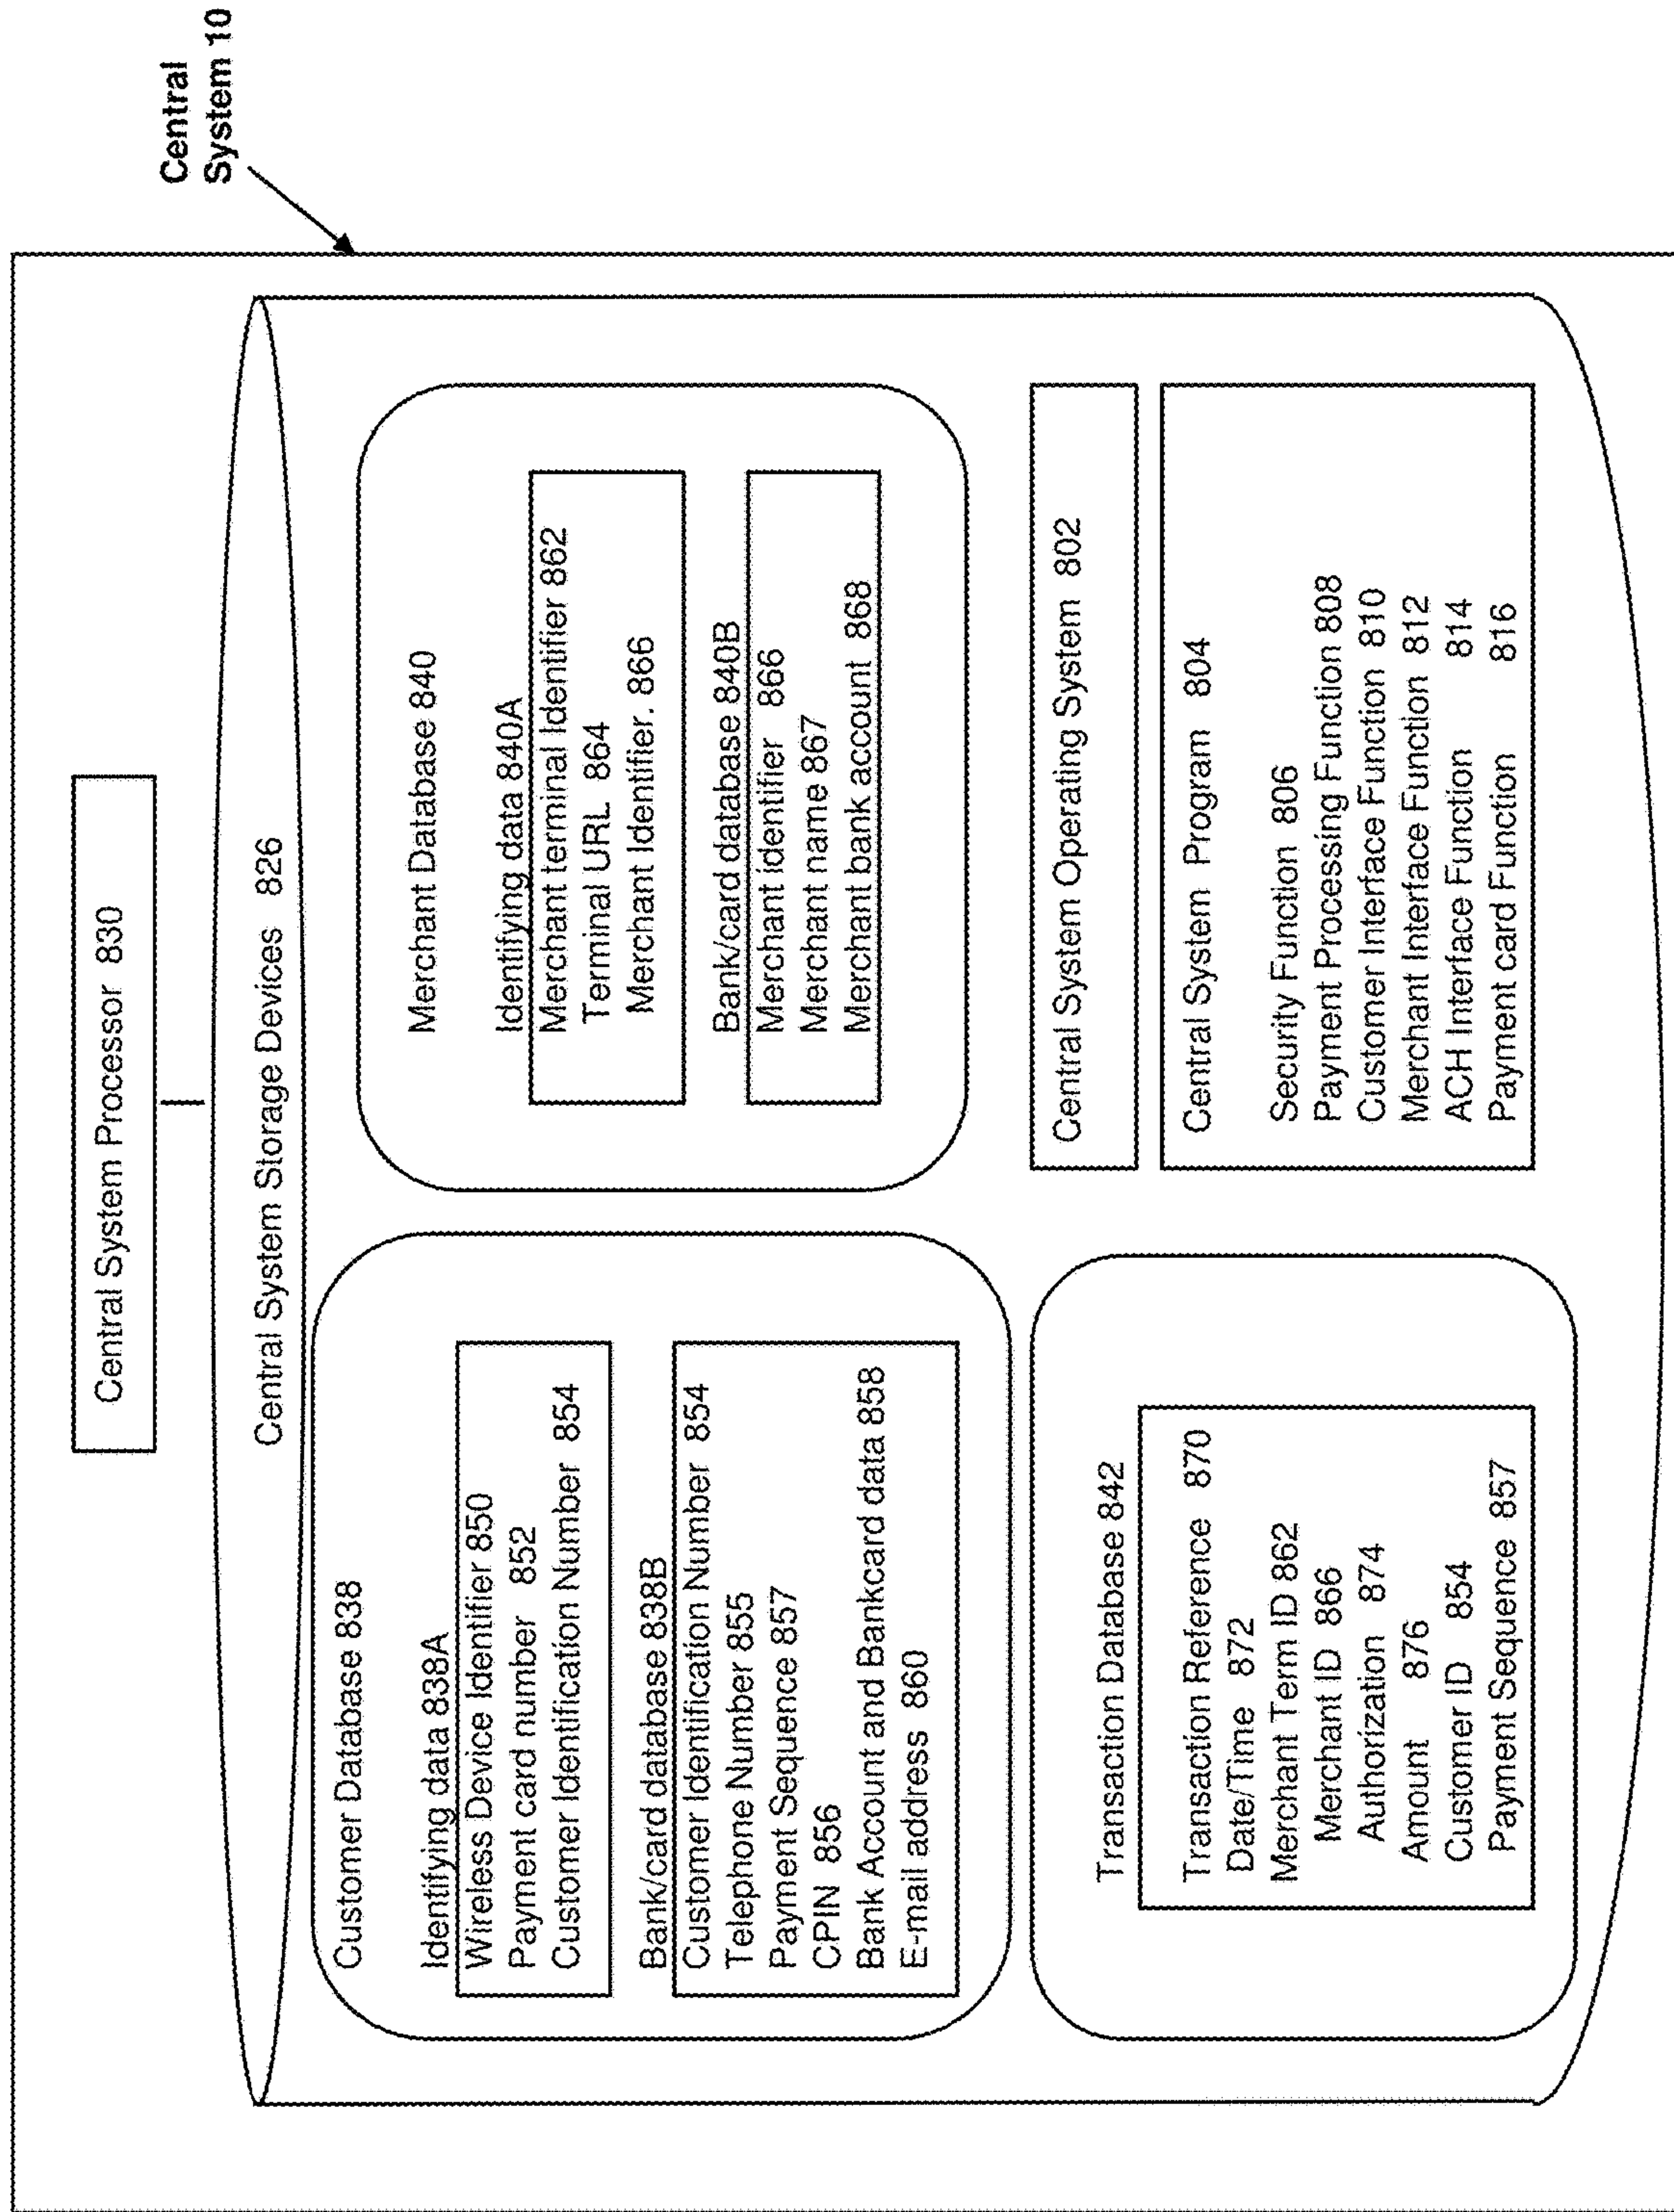 Central
System 10
Central System Processor 830
Central System Storage Devices 826
Customer Database 838
Identifying data 838A
Wireless Device Identifier 850
Payment card number 852
Customer Identification Number 854
Bank/card database 838B
Customer Identification Number 854
Telephone Number 855
Payment Sequence 857
CPIN 856
Bank Account and Bankcard data 858
E-mail address 860
Merchant Database 840
Identifying data 840A
Merchant terminal Identifier 862
Terminal URL 864
Merchant Identifier. 866
Bank/card database 840B
Merchant identifier 866
Merchant name 867
Merchant bank account 868
Transaction Database 842
Transaction Reference 870
Date/Time 872
Merchant Term ID 862
Merchant ID 866
Authorization 874
Amount 876
Customer ID 854
Payment Sequence 857
Central System Operating System 802
Central System Program 804
Security Function 806
Payment Processing Function 808
Customer Interface Function 810
Merchant Interface Function 812
ACH Interface Function 814
Payment card Function 816